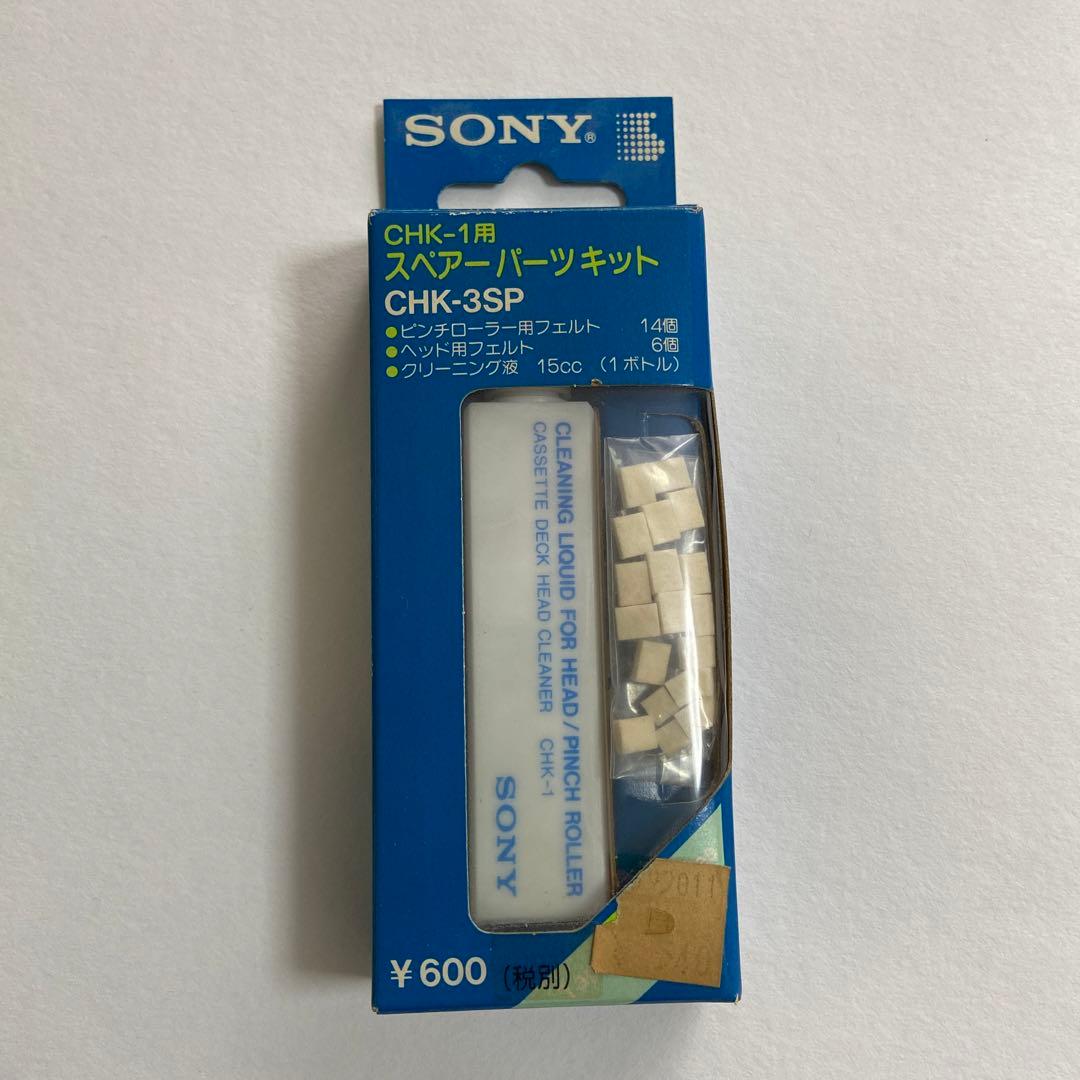 SONY®
CHK-1用
スペアーパーツキット
CHK-3SP
●ピンチローラー用フェルト 14個
●ヘッド用フェルト 6個
●クリーニング液 15cc (1ボトル)
CLEANING LIQUID FOR HEAD/PINCH ROLLER
CASSETTE DECK HEAD CLEANER CHK-1
SONY
2011
¥600 (税別)